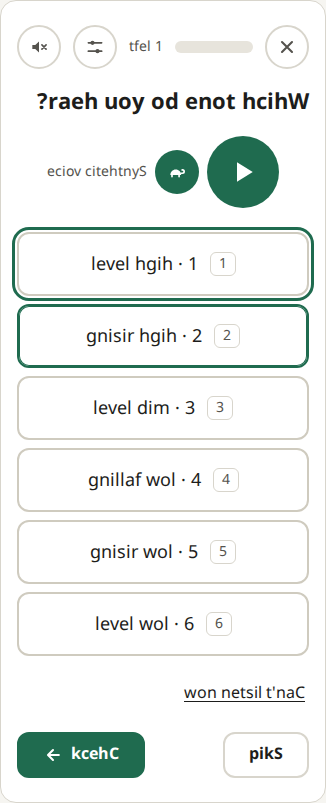 tfel 1
?raeh uoy od enot hcihW
eciov citehtnyS
level hgih · 1 1
gnisir hgih · 2 2
level dim · 3 3
gnillaf wol · 4 4
gnisir wol · 5 5
level wol · 6 6
won netsil t'naC
← kcehC
pikS